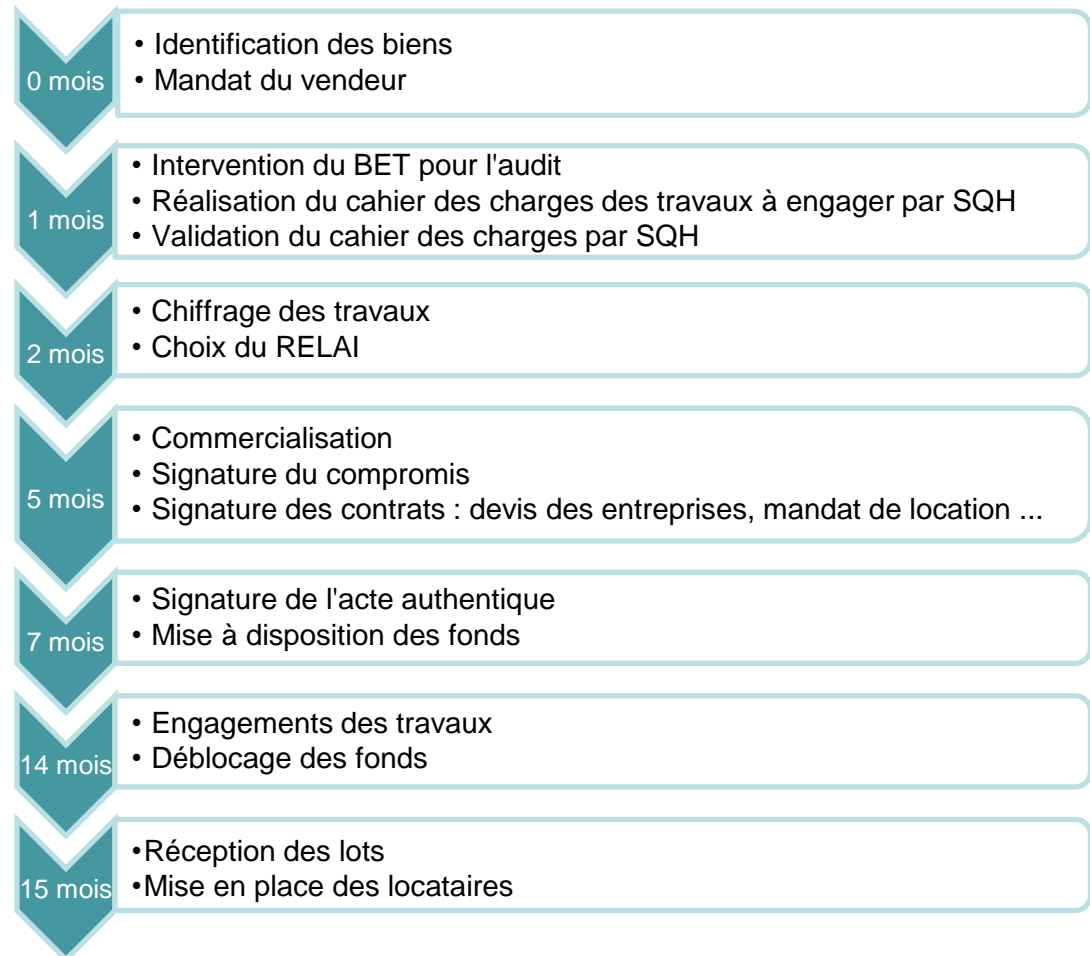 0 mois
• Identification des biens
• Mandat du vendeur
1 mois
• Intervention du BET pour l'audit
• Réalisation du cahier des charges des travaux à engager par SQH
• Validation du cahier des charges par SQH
2 mois
• Chiffrage des travaux
• Choix du RELAI
5 mois
• Commercialisation
• Signature du compromis
• Signature des contrats : devis des entreprises, mandat de location ...
7 mois
• Signature de l'acte authentique
• Mise à disposition des fonds
14 mois
• Engagements des travaux
• Déblocage des fonds
15 mois
•Réception des lots
•Mise en place des locataires